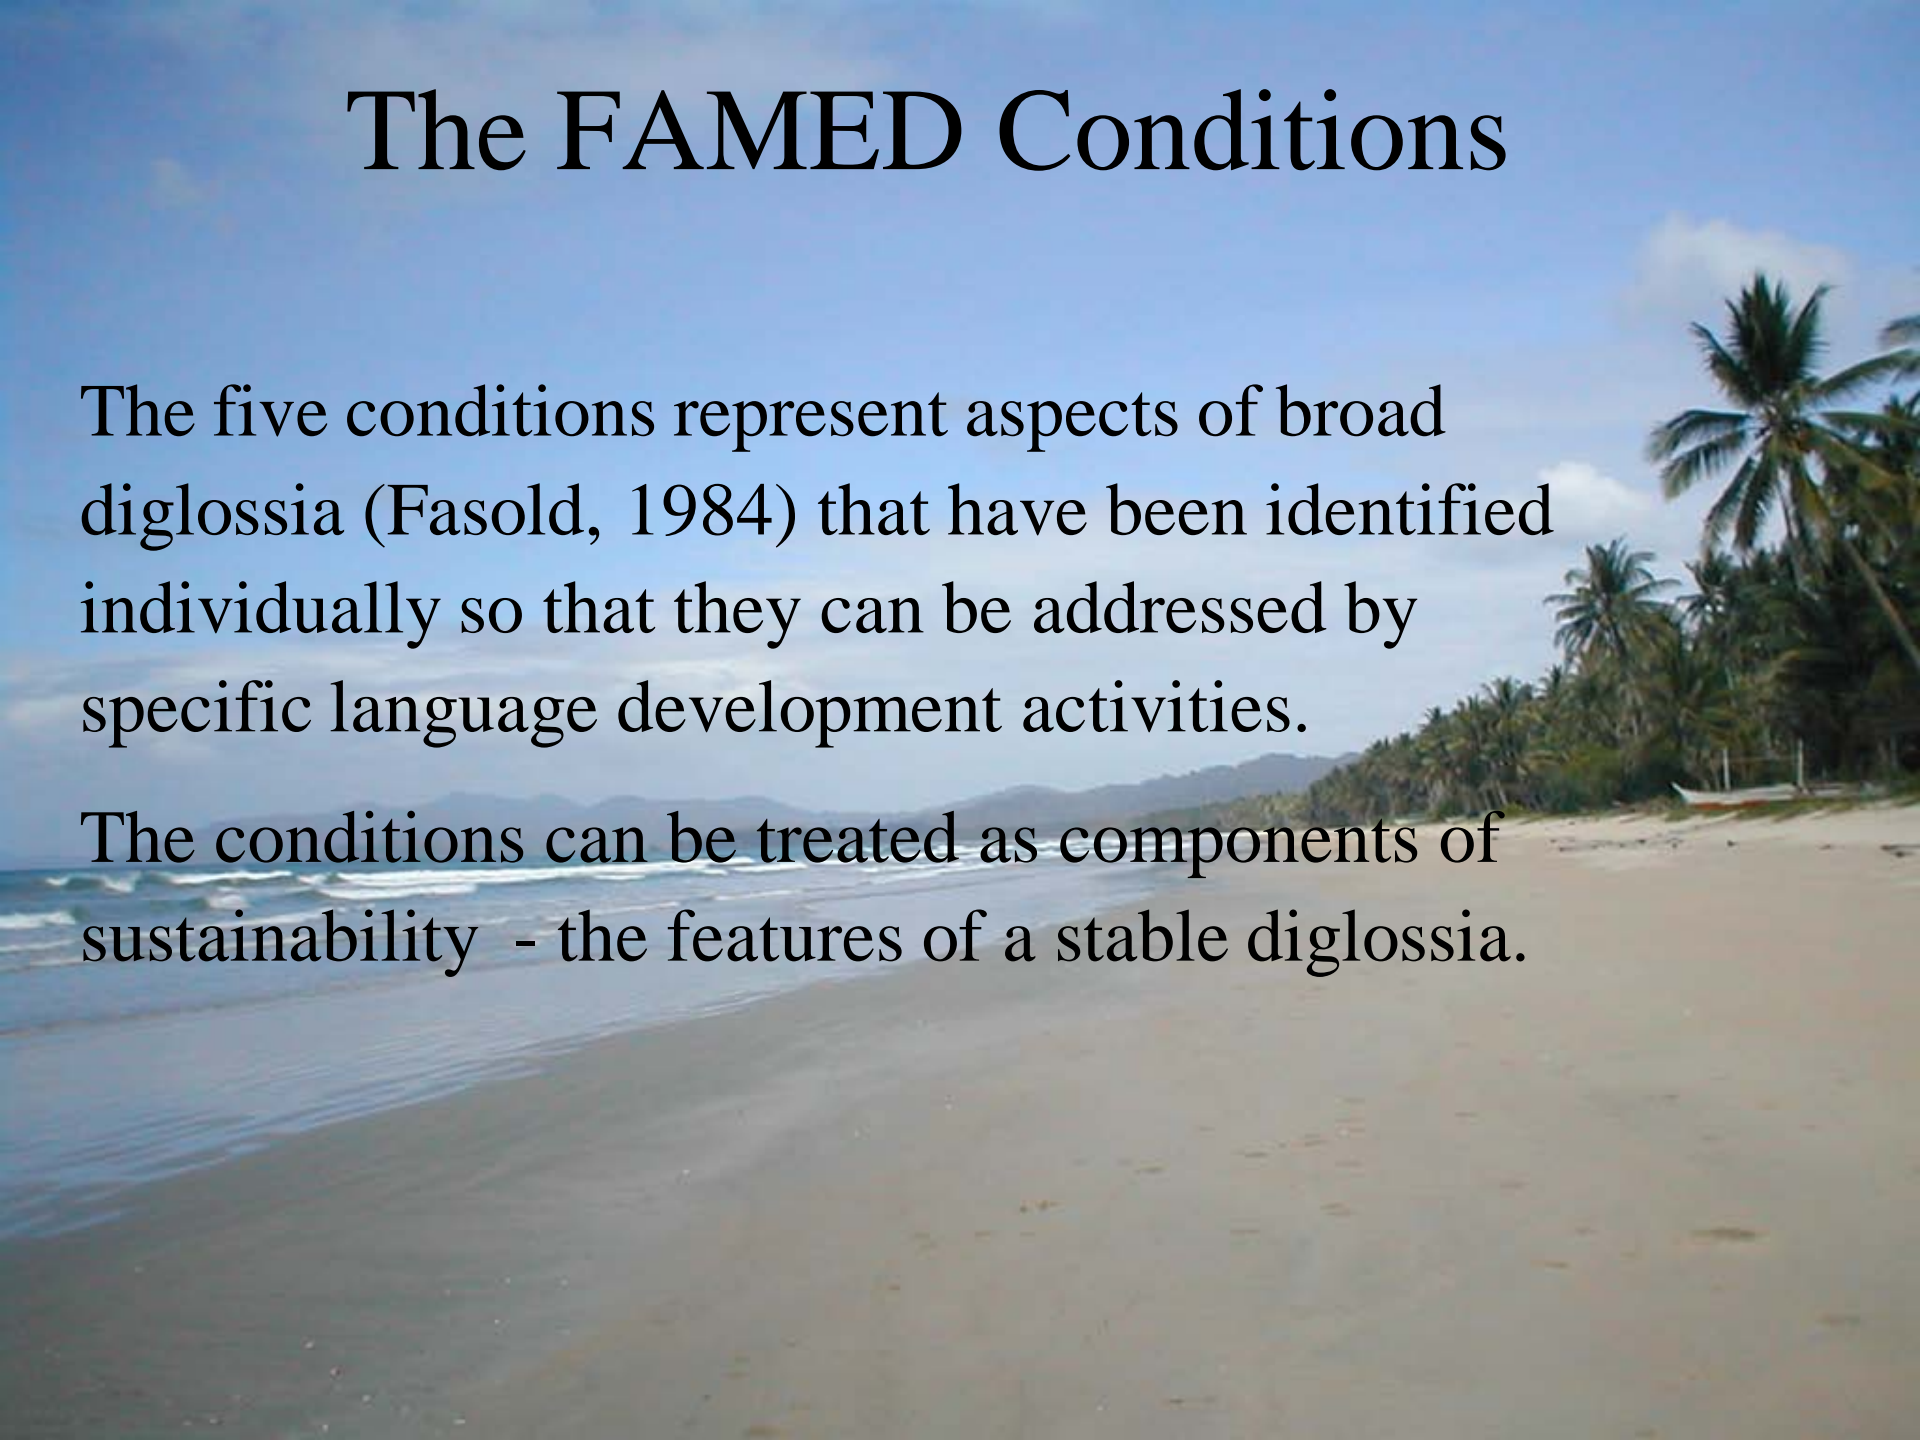 The FAMED Conditions
The five conditions represent aspects of broad
diglossia (Fasold, 1984) that have been identified
individually so that they can be addressed by
specific language development activities.
The conditions can be treated as components of
sustainability  - the features of a stable diglossia.